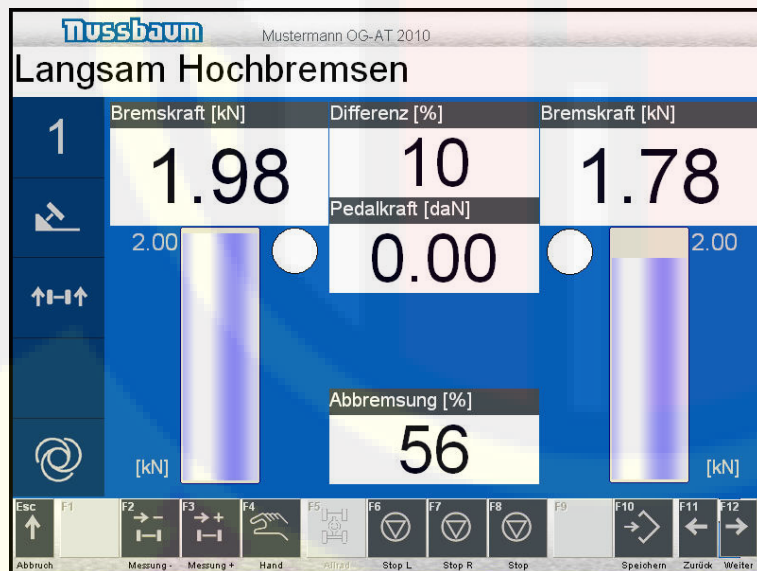 Nussbaum Mustermann OG-AT 2010
Langsam Hochbremsen
1
Bremskraft [kN] Differenz [%] Bremskraft [kN]
1.98 10 1.78
Pedalkraft [daN]
2.00 0.00 2.00
Abbremsung [%]
[kN] 56 [kN]
Esc F1 F2 F3 F4 F5 F6 F7 F8 F9 F10 F11 F12
Abbruch Messung - Messung + Hand Allrad Stop L Stop R Stop Speichern Zurück Weiter